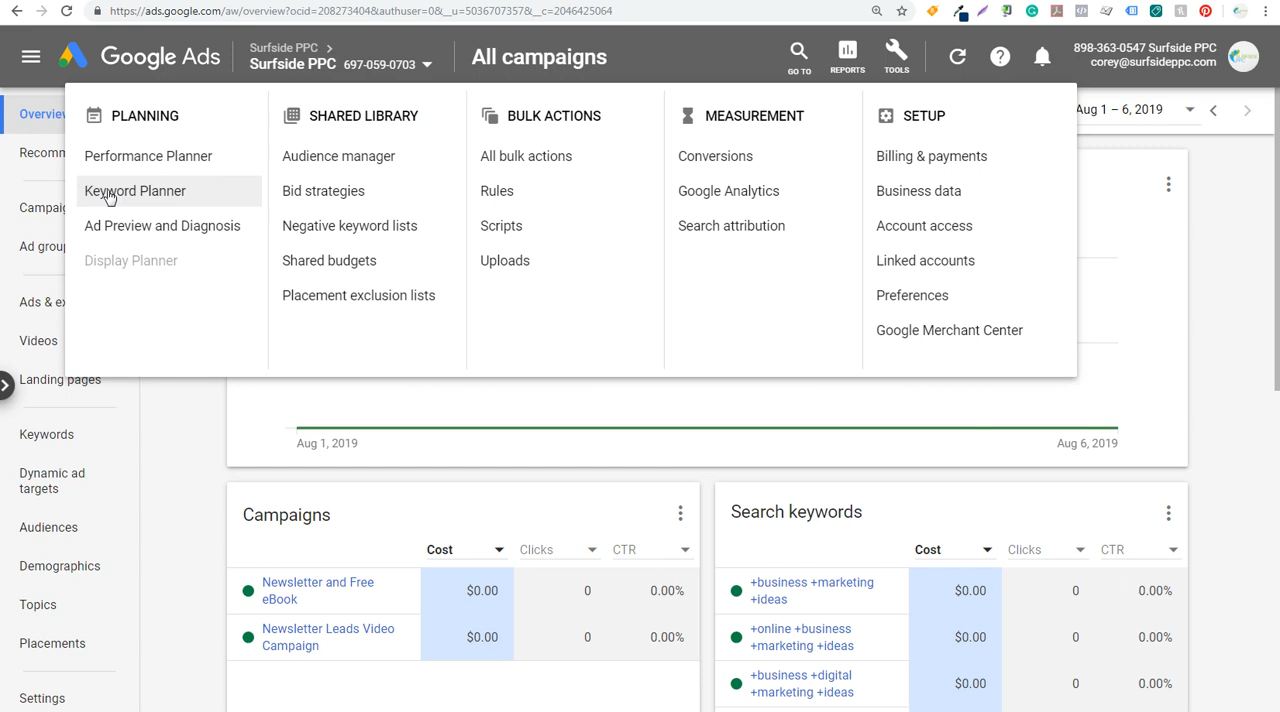 https://ads.google.com/aw/overview?ocid=208273404&authuser=0&__u=5036707357&__c=2046425064
Google Ads
Surfside PPC
Surfside PPC 697-059-0703
All campaigns
GO TO
REPORTS
TOOLS
898-363-0547 Surfside PPC
corey@surfsideppc.com
PLANNING
Performance Planner
Keyword Planner
Ad Preview and Diagnosis
Display Planner
SHARED LIBRARY
Audience manager
Bid strategies
Negative keyword lists
Shared budgets
Placement exclusion lists
BULK ACTIONS
All bulk actions
Rules
Scripts
Uploads
MEASUREMENT
Conversions
Google Analytics
Search attribution
SETUP
Billing & payments
Business data
Account access
Linked accounts
Preferences
Google Merchant Center
Aug 1 – 6, 2019
Overview
Recomm
Campaig
Ad grou
Ads & ex
Videos
Landing pages
Keywords
Dynamic ad
targets
Audiences
Demographics
Topics
Placements
Settings
Aug 1, 2019
Aug 6, 2019
Campaigns
Cost
Clicks
CTR
Newsletter and Free
eBook
$0.00
0
0.00%
Newsletter Leads Video
Campaign
$0.00
0
0.00%
Search keywords
Cost
Clicks
CTR
+business +marketing
+ideas
$0.00
0
0.00%
+online +business
+marketing +ideas
$0.00
0
0.00%
+business +digital
+marketing +ideas
$0.00
0
0.00%